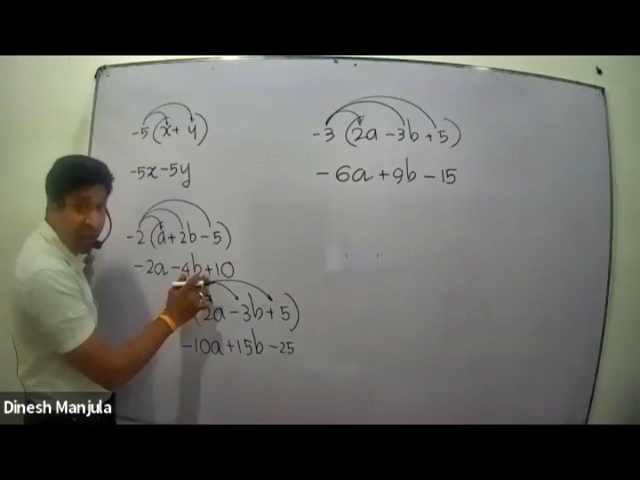 -5(x+y)
-5x-5y
-2(a+2b-5)
-2a-4b+10
(2a-3b+5)
-10a+15b-25
-3(2a-3b+5)
-6a+9b-15
Dinesh Manjula